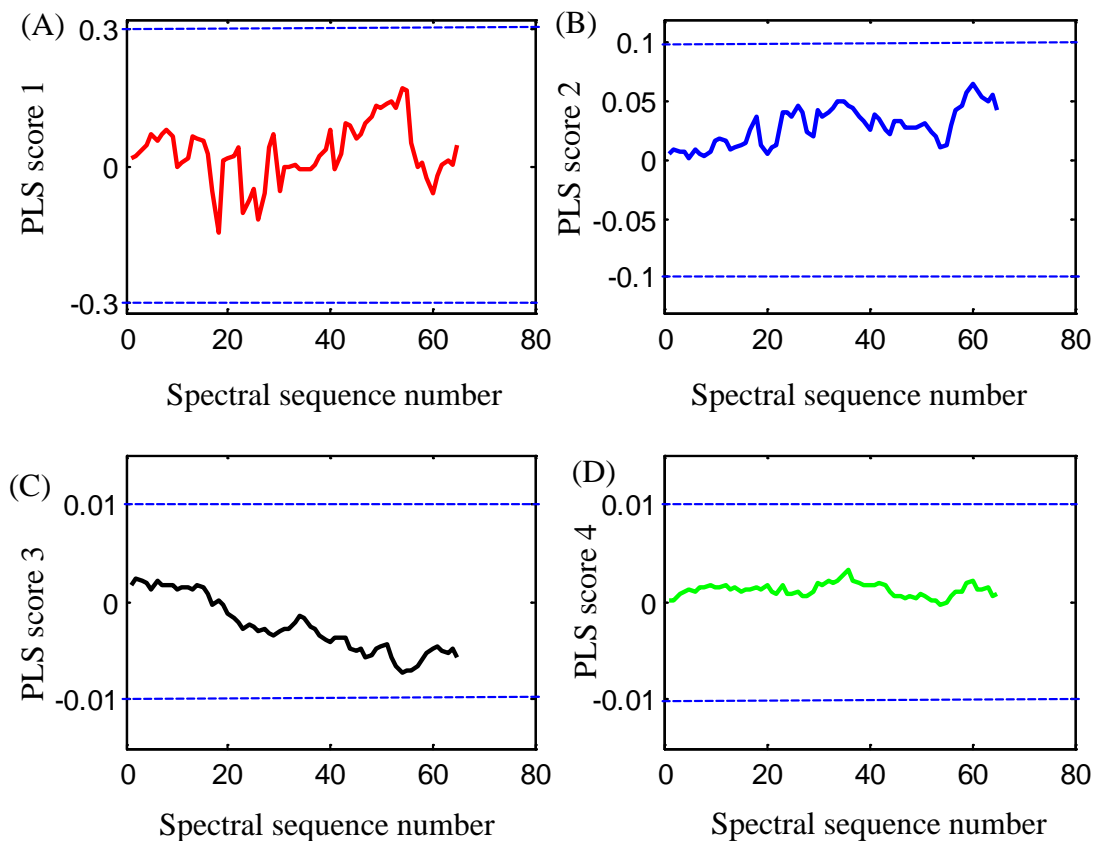 (A)
PLS score 1
0.3
0
-0.3
0 20 40 60 80
Spectral sequence number
(B)
PLS score 2
0.1
0.05
0
-0.05
-0.1
0 20 40 60 80
Spectral sequence number
(C)
PLS score 3
0.01
0
-0.01
0 20 40 60 80
Spectral sequence number
(D)
PLS score 4
0.01
0
-0.01
0 20 40 60 80
Spectral sequence number